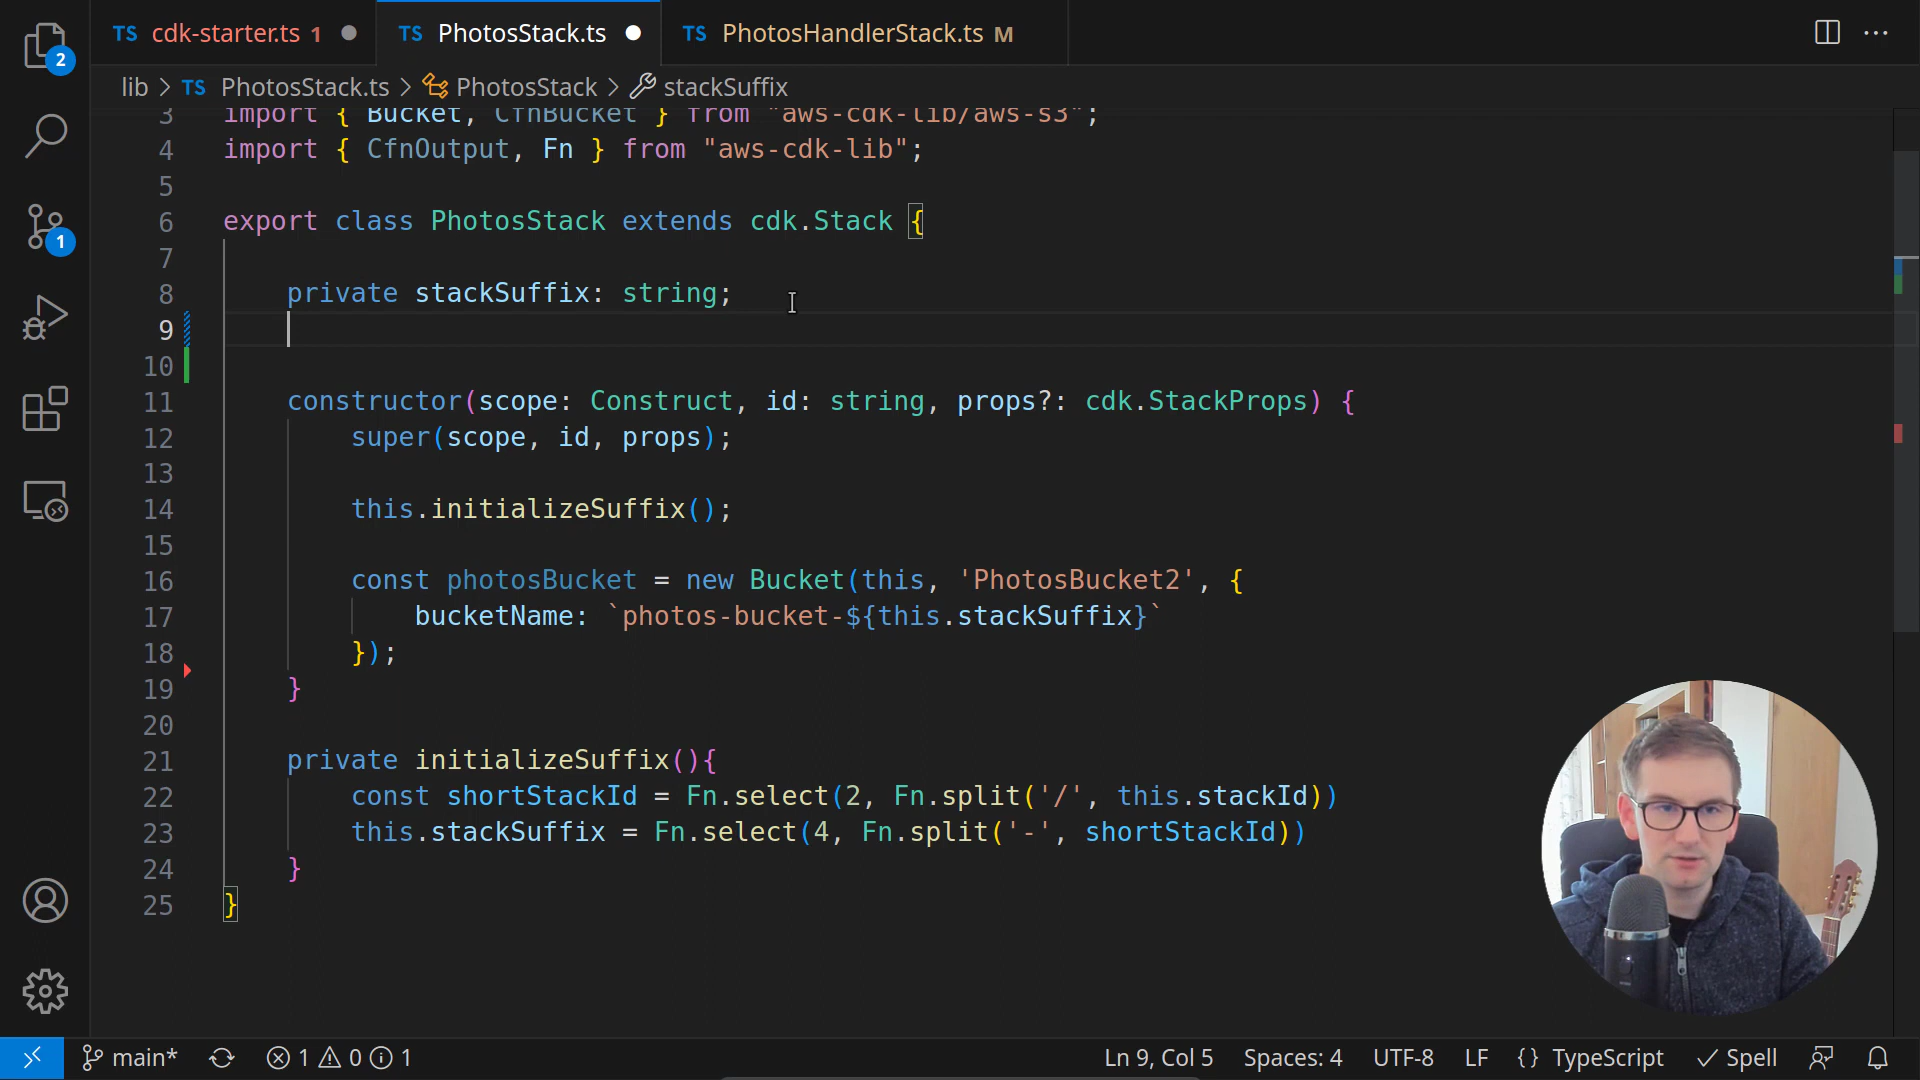 2
1
TS cdk-starter.ts 1
TS PhotosStack.ts
TS PhotosHandlerStack.ts M
lib > TS PhotosStack.ts > PhotosStack > stackSuffix
3 import { Bucket, CfnBucket } from "aws-cdk-lib/aws-s3";
4 import { CfnOutput, Fn } from "aws-cdk-lib";
5
6 export class PhotosStack extends cdk.Stack {
7
8 private stackSuffix: string;
9
10
11 constructor(scope: Construct, id: string, props?: cdk.StackProps) {
12 super(scope, id, props);
13
14 this.initializeSuffix();
15
16 const photosBucket = new Bucket(this, 'PhotosBucket2', {
17 bucketName: `photos-bucket-${this.stackSuffix}`
18 });
19 }
20
21 private initializeSuffix(){
22 const shortStackId = Fn.select(2, Fn.split('/', this.stackId))
23 this.stackSuffix = Fn.select(4, Fn.split('-', shortStackId))
24 }
25 }
main* 1 0 1 Ln 9, Col 5 Spaces: 4 UTF-8 LF {} TypeScript Spell